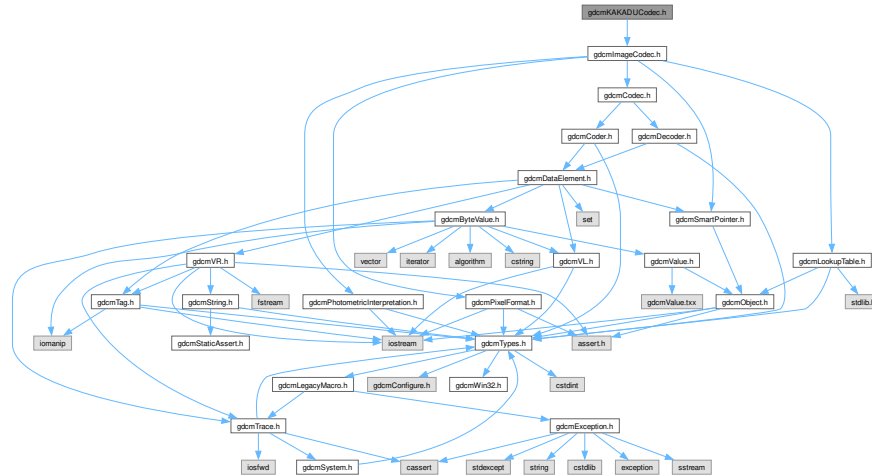 gdcmKAKADUCodec.h
gdcmImageCodec.h
gdcmCodec.h
gdcmCoder.h
gdcmDecoder.h
gdcmDataElement.h
gdcmByteValue.h
set
gdcmSmartPointer.h
gdcmVR.h
vector
iterator
algorithm
cstring
gdcmVL.h
gdcmValue.h
gdcmLookupTable.h
gdcmTag.h
gdcmString.h
fstream
gdcmPhotometricInterpretation.h
gdcmPixelFormat.h
gdcmValue.txx
gdcmObject.h
stdlib.h
iomanip
gdcmStaticAssert.h
iostream
gdcmTypes.h
assert.h
gdcmLegacyMacro.h
gdcmConfigure.h
gdcmWin32.h
cstdint
gdcmTrace.h
gdcmException.h
iosfwd
gdcmSystem.h
cassert
stdexcept
string
cstdlib
exception
sstream